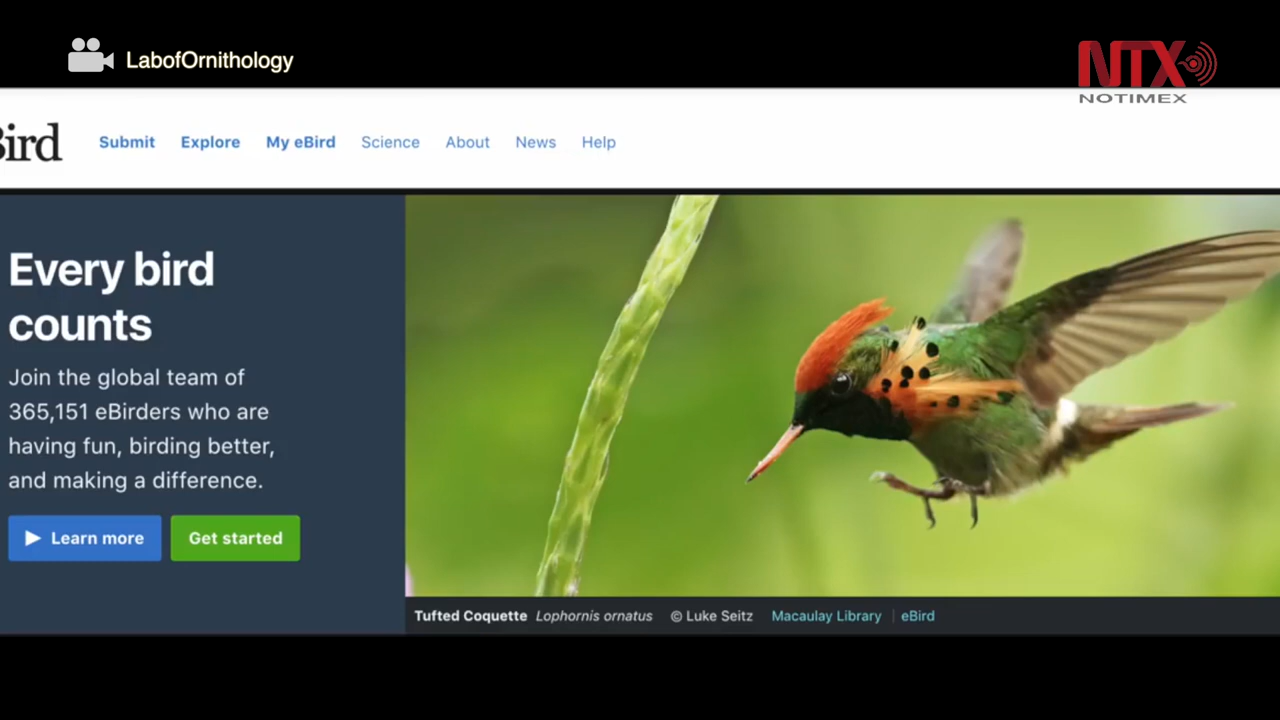 LabofOrnithology
NTX
NOTIMEX
Bird
Submit Explore My eBird Science About News Help
Every bird
counts
Join the global team of
365,151 eBirders who are
having fun, birding better,
and making a difference.
Learn more Get started
Tufted Coquette Lophornis ornatus © Luke Seitz Macaulay Library | eBird